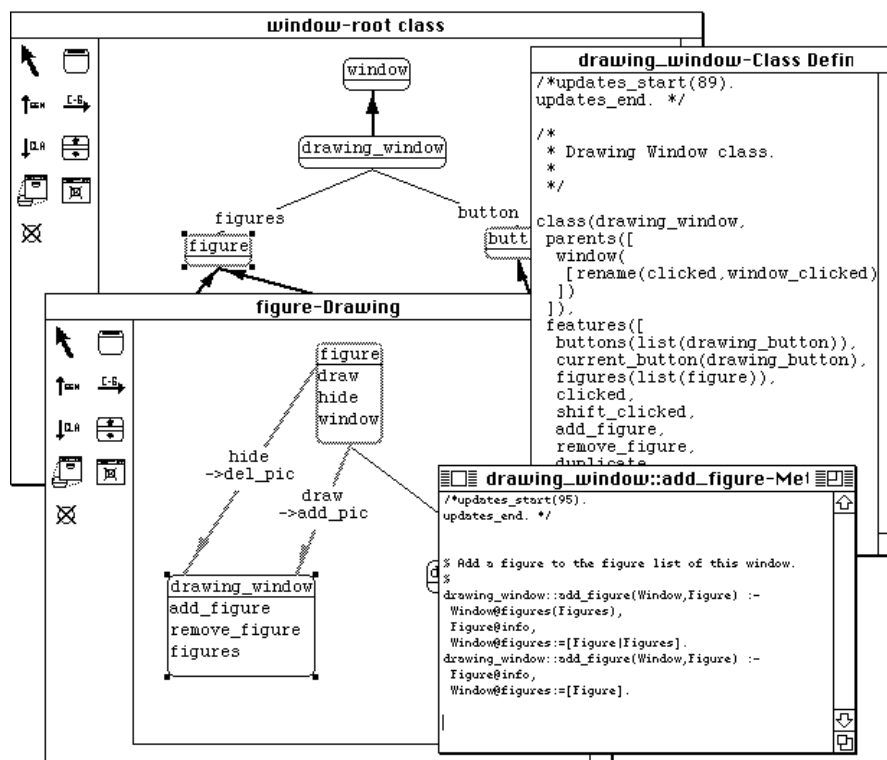 window-root class
window
drawing_window
figures
button
figure
drawing_window-Class Defin
/*updates_start(89).
updates_end. */
/*
* Drawing Window class.
*
*/
class(drawing_window,
parents([
window(
[rename(clicked,window_clicked)
])
]),
features([
buttons(list(drawing_button)),
current_button(drawing_button),
figures(list(figure)),
clicked,
shift_clicked,
add_figure,
remove_figure,
duplicate
figure-Drawing
figure
draw
hide
window
hide
->del_pic
draw
->add_pic
drawing_window
add_figure
remove_figure
figures
drawing_window::add_figure-Met
/*updates_start(95).
updates_end. */
% Add a figure to the figure list of this window.
%
drawing_window::add_figure(Window,Figure) :-
Window@figures(Figures),
Figure@info,
Window@figures:=[Figure|Figures].
drawing_window::add_figure(Window,Figure) :-
Figure@info,
Window@figures:=[Figure].